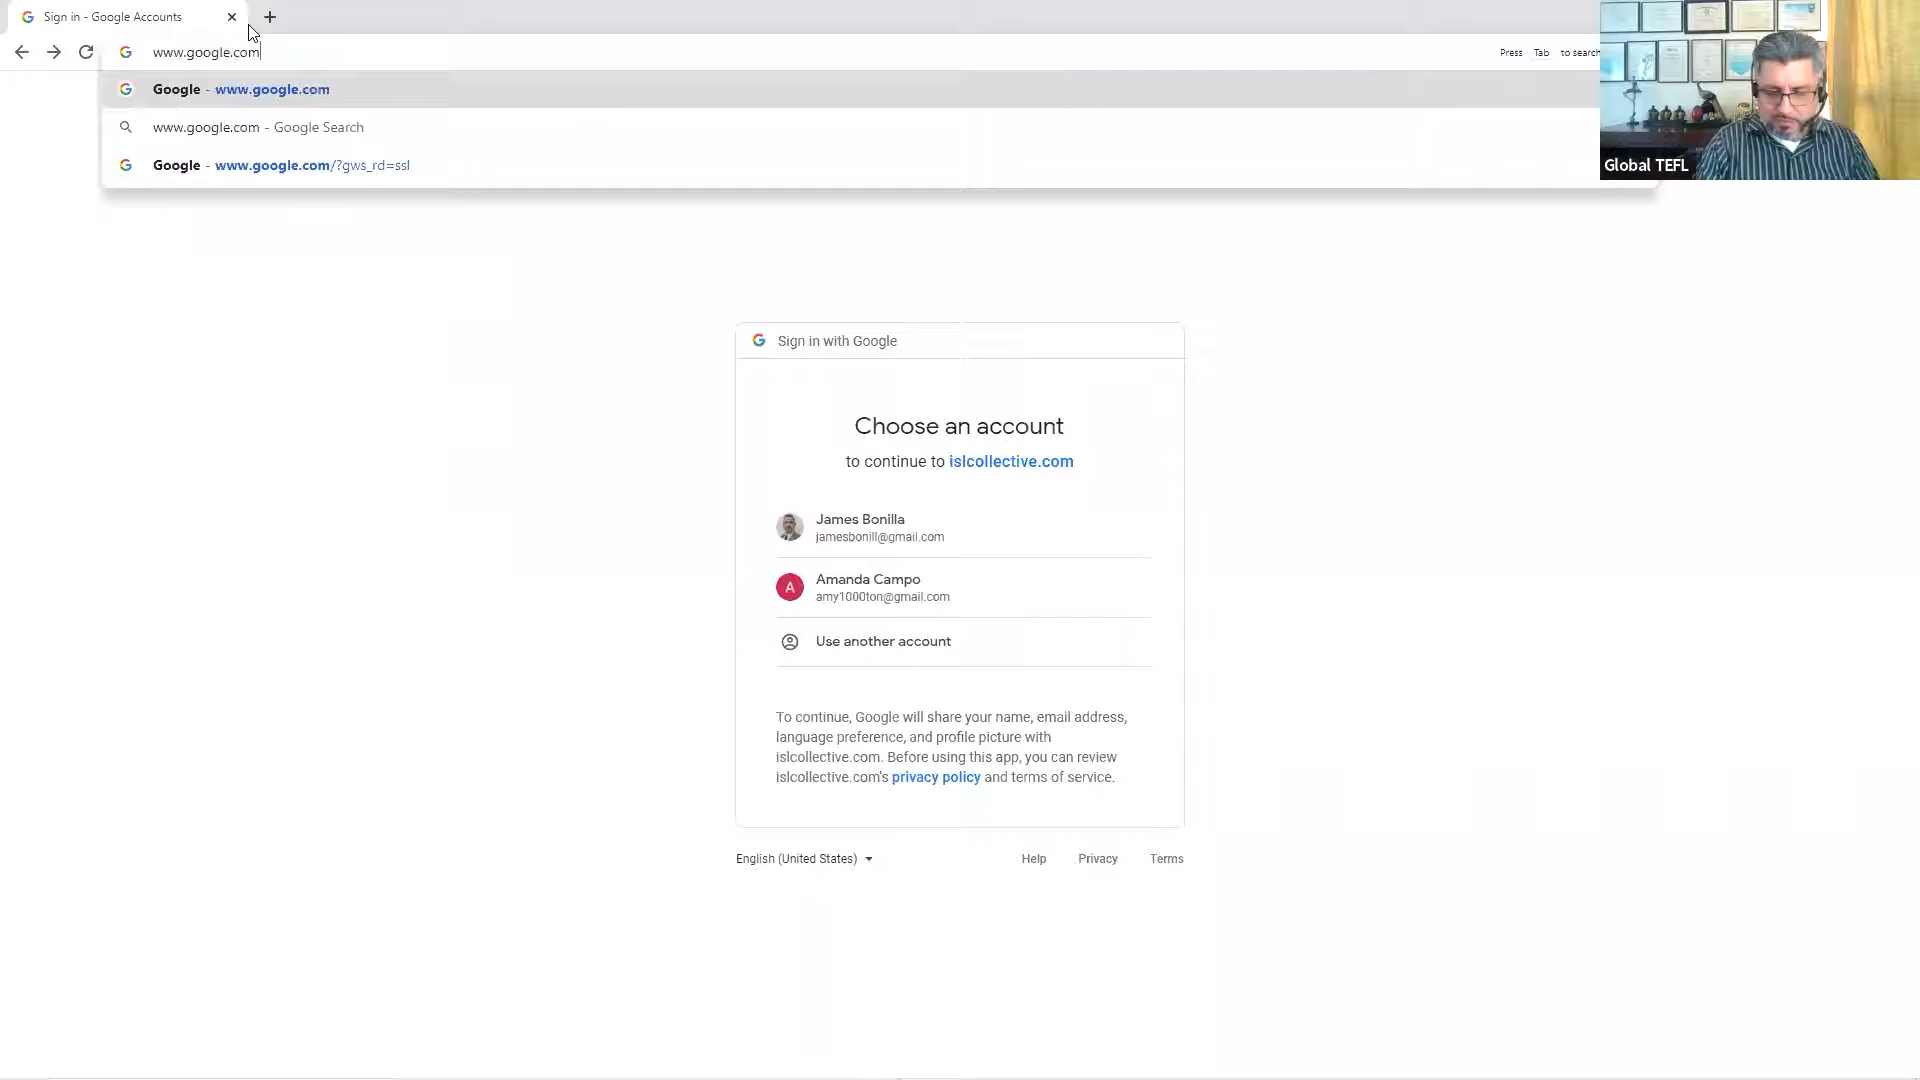 Sign in - Google Accounts
www.google.com
Press Tab to search
Google - www.google.com
www.google.com - Google Search
Google - www.google.com/?gws_rd=ssl
Global TEFL
Sign in with Google
Choose an account
to continue to islcollective.com
James Bonilla
jamesbonill@gmail.com
A
Amanda Campo
amy1000ton@gmail.com
Use another account
To continue, Google will share your name, email address,
language preference, and profile picture with
islcollective.com. Before using this app, you can review
islcollective.com's privacy policy and terms of service.
English (United States)
Help Privacy Terms